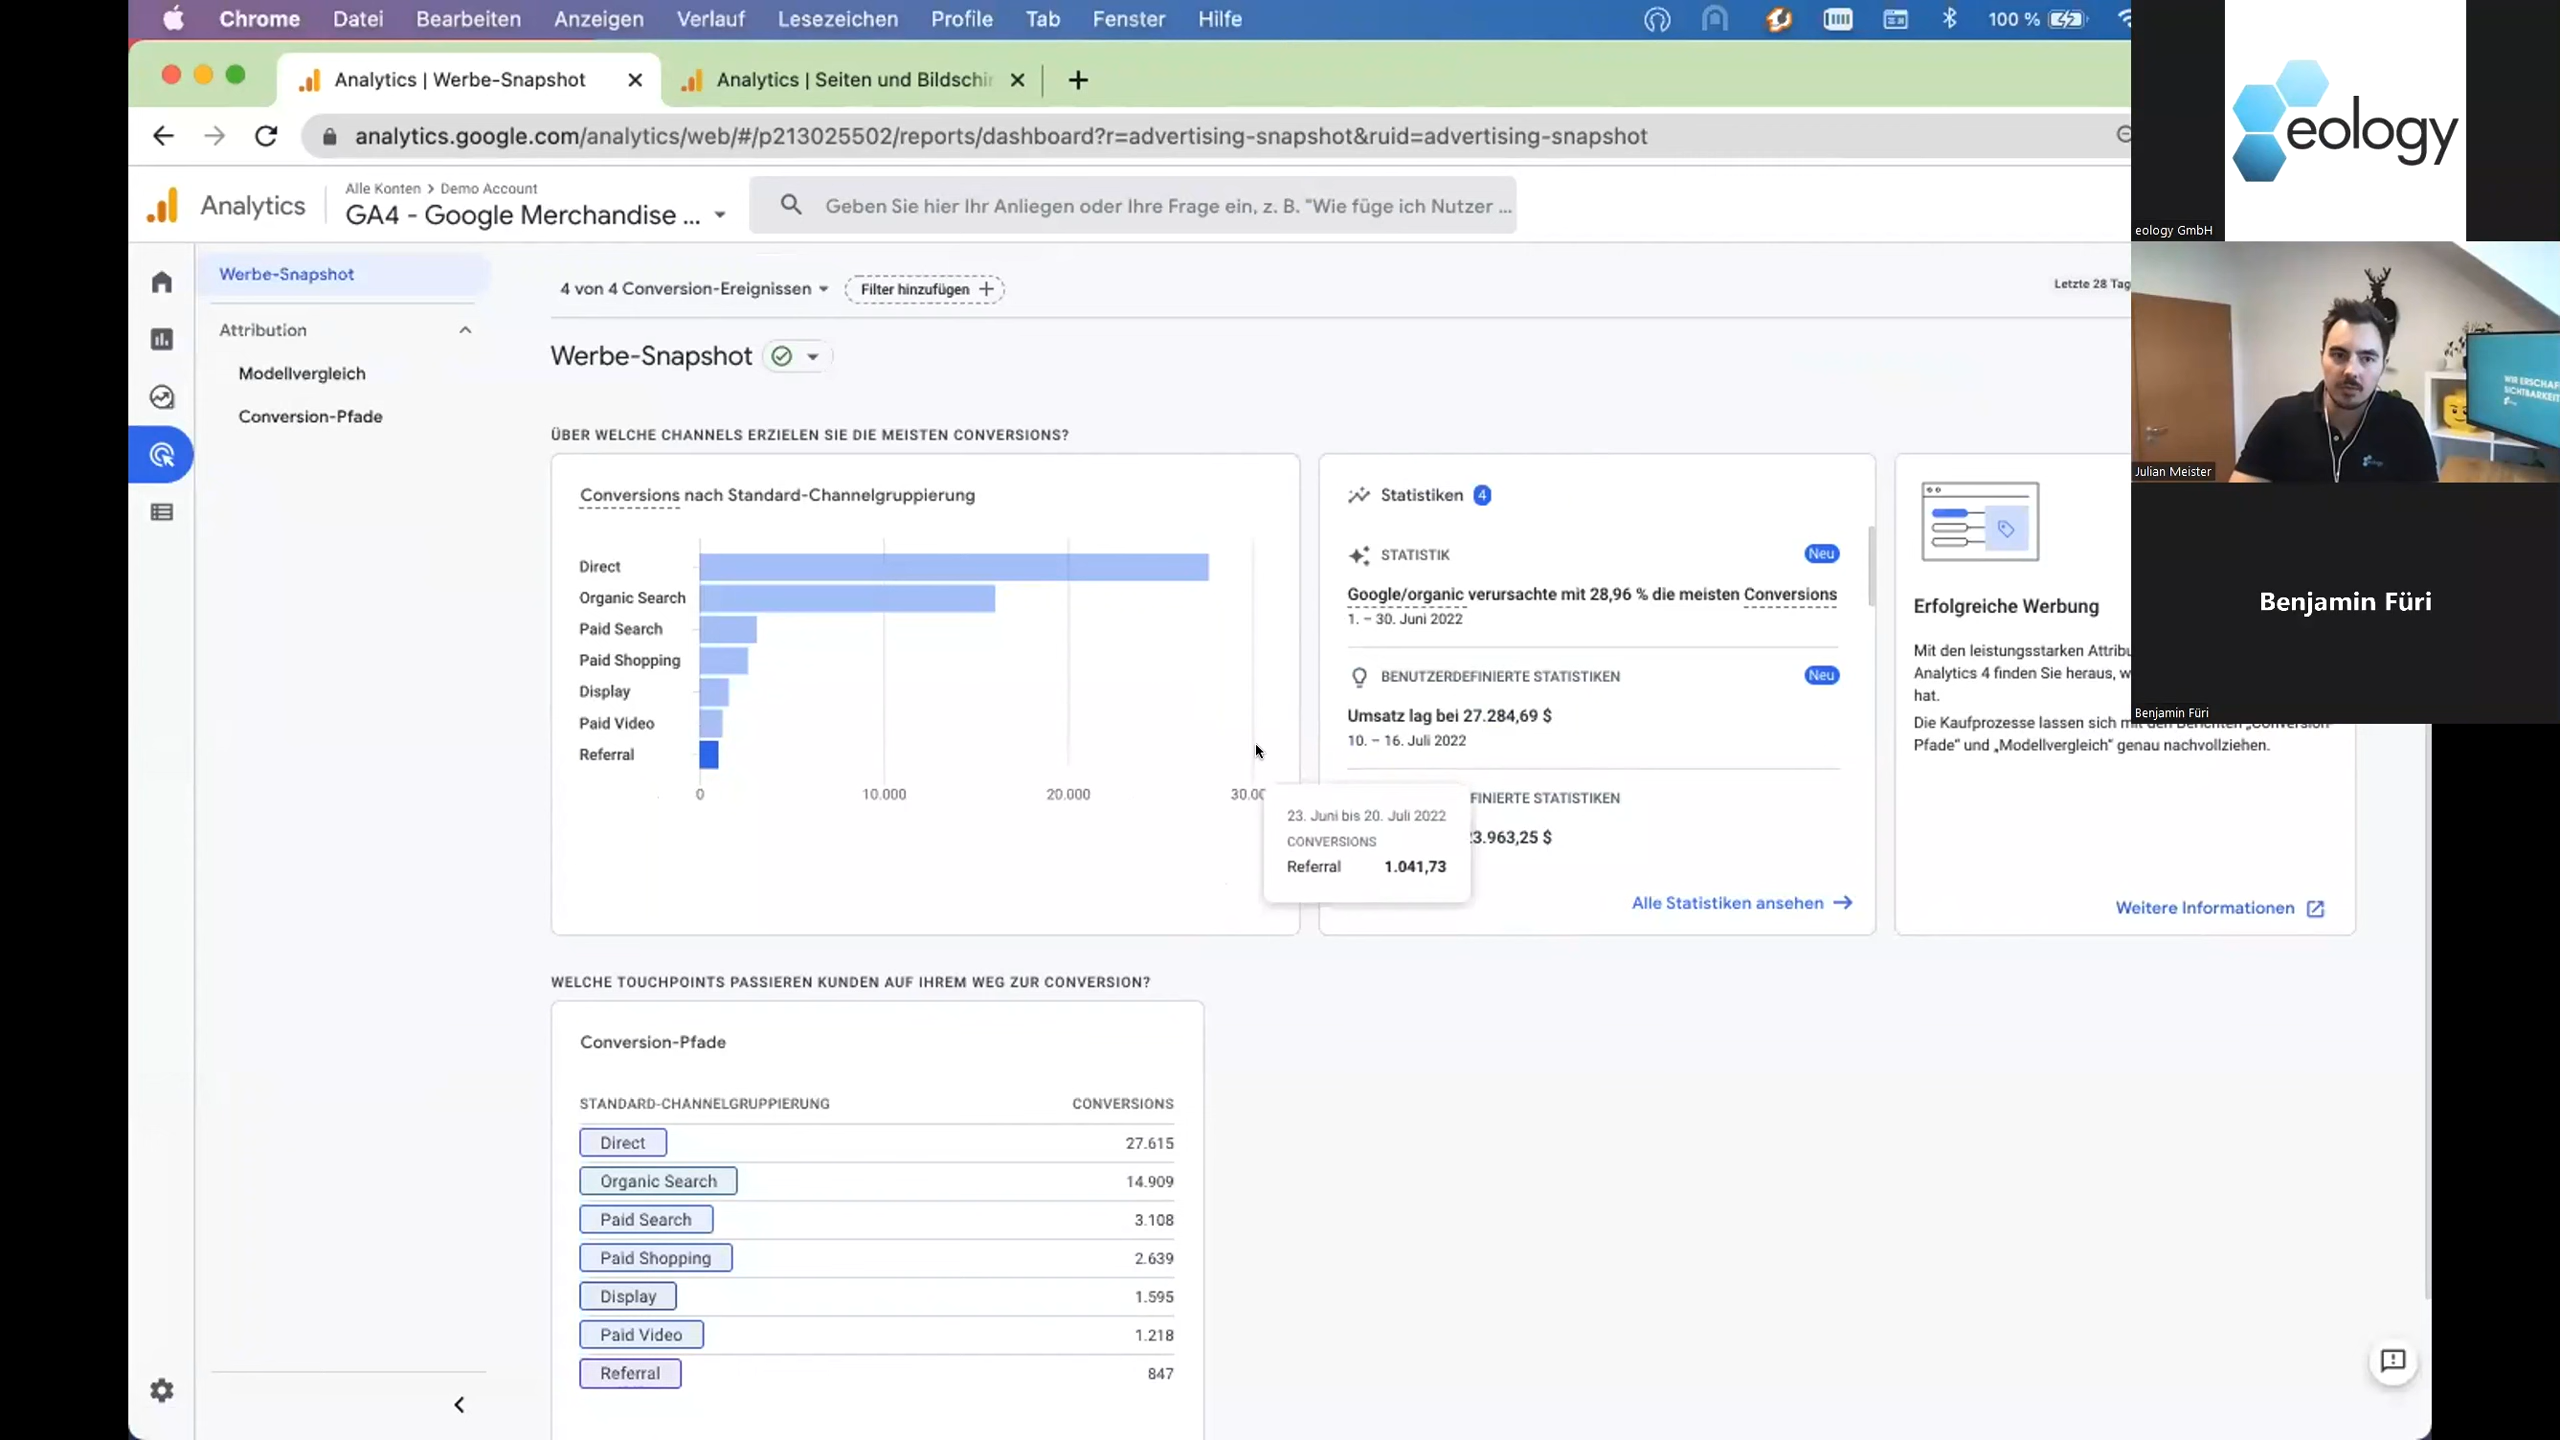 Chrome Datei Bearbeiten Anzeigen Verlauf Lesezeichen Profile Tab Fenster Hilfe 100 %
Analytics | Werbe-Snapshot
Analytics | Seiten und Bildschir
analytics.google.com/analytics/web/#/p213025502/reports/dashboard?r=advertising-snapshot&ruid=advertising-snapshot
Analytics
Alle Konten > Demo Account
GA4 - Google Merchandise ...
Geben Sie hier Ihr Anliegen oder Ihre Frage ein, z. B. "Wie füge ich Nutzer ...
eology
eology GmbH
Werbe-Snapshot
Attribution
Modellvergleich
Conversion-Pfade
4 von 4 Conversion-Ereignissen
Filter hinzufügen
Letzte 28 Tag
Werbe-Snapshot
WIR ERSCHAF
SICHTBARKEIT
Julian Meister
ÜBER WELCHE CHANNELS ERZIELEN SIE DIE MEISTEN CONVERSIONS?
Conversions nach Standard-Channelgruppierung
Direct
Organic Search
Paid Search
Paid Shopping
Display
Paid Video
Referral
0 10.000 20.000 30.00
23. Juni bis 20. Juli 2022
CONVERSIONS
Referral 1.041,73
Statistiken 4
STATISTIK Neu
Google/organic verursachte mit 28,96 % die meisten Conversions
1. – 30. Juni 2022
BENUTZERDEFINIERTE STATISTIKEN Neu
Umsatz lag bei 27.284,69 $
10. – 16. Juli 2022
FINIERTE STATISTIKEN
3.963,25 $
Alle Statistiken ansehen
Erfolgreiche Werbung
Mit den leistungsstarken Attribu
Analytics 4 finden Sie heraus, w
hat.
Die Kaufprozesse lassen sich mit den Berichten „Conversion-
Pfade“ und „Modellvergleich“ genau nachvollziehen.
Weitere Informationen
Benjamin Füri
Benjamin Füri
WELCHE TOUCHPOINTS PASSIEREN KUNDEN AUF IHREM WEG ZUR CONVERSION?
Conversion-Pfade
STANDARD-CHANNELGRUPPIERUNG CONVERSIONS
Direct 27.615
Organic Search 14.909
Paid Search 3.108
Paid Shopping 2.639
Display 1.595
Paid Video 1.218
Referral 847